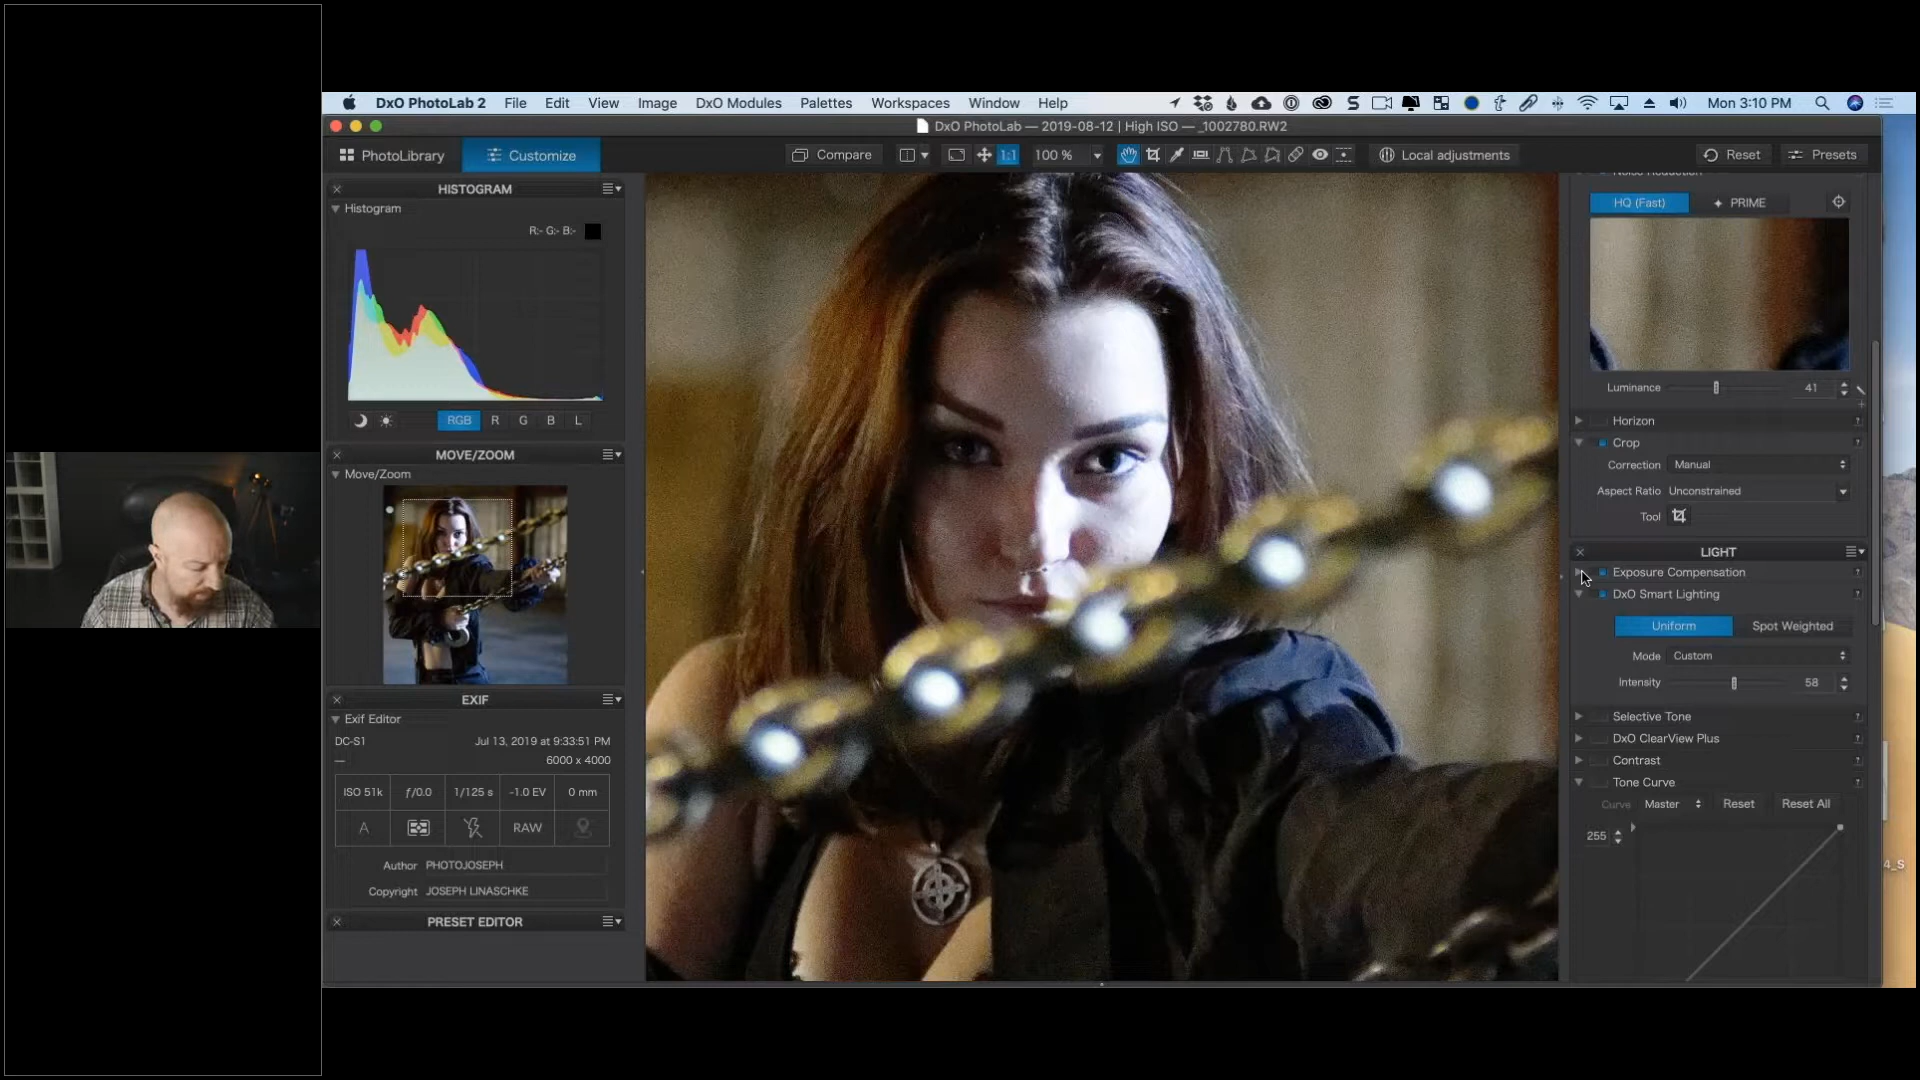 DxO PhotoLab 2 File Edit View Image DxO Modules Palettes Workspaces Window Help Mon 3:10 PM
DxO PhotoLab — 2019-08-12 | High ISO — _1002780.RW2
PhotoLibrary Customize Compare 1:1 100 % Local adjustments Reset Presets
HISTOGRAM
Histogram
R:- G:- B:-
RGB R G B L
MOVE/ZOOM
Move/Zoom
EXIF
Exif Editor
DC-S1 Jul 13, 2019 at 9:33:51 PM
— 6000 x 4000
ISO 51k ƒ/0.0 1/125 s -1.0 EV 0 mm
A RAW
Author PHOTOJOSEPH
Copyright JOSEPH LINASCHKE
PRESET EDITOR
Noise Reduction
HQ (Fast) PRIME
Luminance 41
Horizon ?
Crop ?
Correction Manual
Aspect Ratio Unconstrained
Tool
LIGHT
Exposure Compensation ?
DxO Smart Lighting ?
Uniform Spot Weighted
Mode Custom
Intensity 58
Selective Tone ?
DxO ClearView Plus ?
Contrast ?
Tone Curve ?
Curve Master Reset Reset All
255
4_S